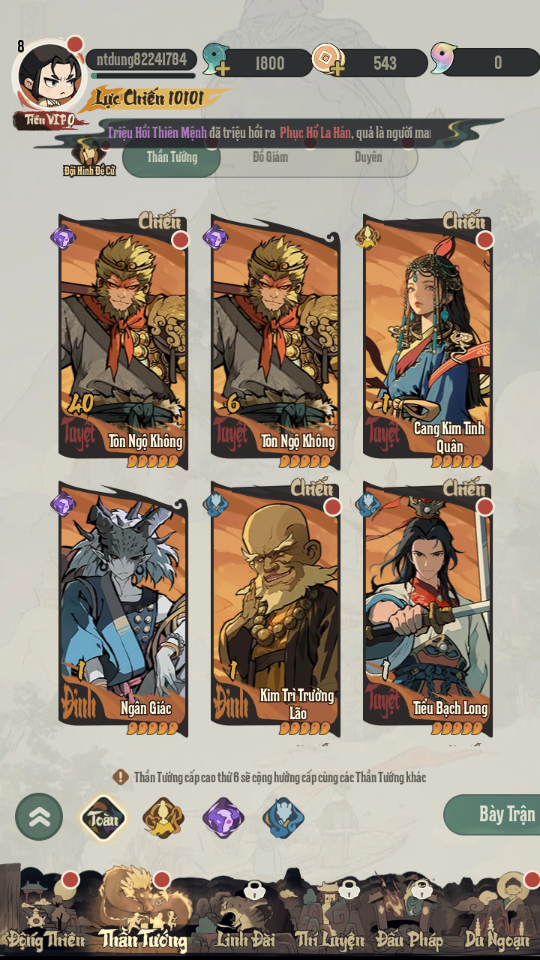 8
ntdung82241784
1800
543
0
Lực Chiến 10101
Tiên VIP 0
Triệu Hồi Thiên Mệnh đã triệu hồi ra Phục Hổ La Hán, quả là người ma
Đội Hình Đề Cử
Thần Tướng
Đồ Giám
Duyên
Chiến
40
Tuyệt
Tôn Ngộ Không
6
Tuyệt
Tôn Ngộ Không
Chiến
1
Tuyệt
Cang Kim Tinh
Quân
1
Đỉnh
Ngân Giác
Chiến
1
Đỉnh
Kim Trì Trưởng
Lão
Chiến
1
Tuyệt
Tiểu Bạch Long
Thần Tướng cấp cao thứ 6 sẽ cộng hưởng cấp cùng các Thần Tướng khác
Toàn
Bày Trận
Động Thiên
Thần Tướng
Linh Đài
Thí Luyện
Đấu Pháp
Du Ngoạn